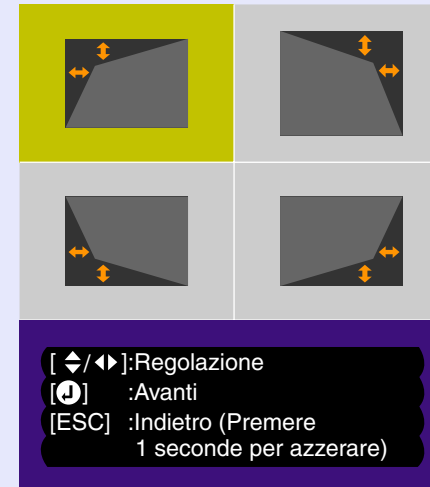 [ ]:Regolazione
[ ] :Avanti
[ESC] :Indietro (Premere
1 seconde per azzerare)